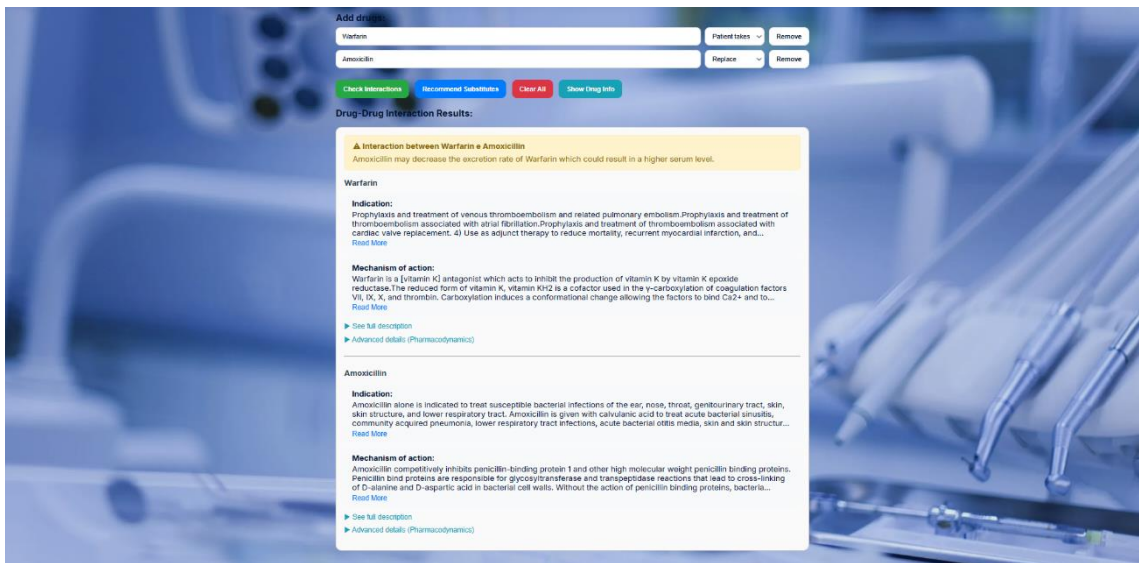 Add drugs:
Warfarin Patient takes Remove
Amoxicillin Replace Remove
Check Interactions Recommend Substitutes Clear All Show Drug Info
Drug-Drug Interaction Results:
Interaction between Warfarin e Amoxicillin
Amoxicillin may decrease the excretion rate of Warfarin which could result in a higher serum level.
Warfarin
Indication:
Prophylaxis and treatment of venous thromboembolism and related pulmonary embolism.Prophylaxis and treatment of
thromboembolism associated with atrial fibrillation.Prophylaxis and treatment of thromboembolism associated with
cardiac valve replacement. 4) Use as adjunct therapy to reduce mortality, recurrent myocardial infarction, and...
Read More
Mechanism of action:
Warfarin is a [vitamin K] antagonist which acts to inhibit the production of vitamin K by vitamin K epoxide
reductase.The reduced form of vitamin K, vitamin KH2 is a cofactor used in the γ-carboxylation of coagulation factors
VII, IX, X, and thrombin. Carboxylation induces a conformational change allowing the factors to bind Ca2+ and to...
Read More
▶ See full description
▶ Advanced details (Pharmacodynamics)
Amoxicillin
Indication:
Amoxicillin alone is indicated to treat susceptible bacterial infections of the ear, nose, throat, genitourinary tract, skin,
skin structure, and lower respiratory tract. Amoxicillin is given with calvulanic acid to treat acute bacterial sinusitis,
community acquired pneumonia, lower respiratory tract infections, acute bacterial otitis media, skin and skin structur...
Read More
Mechanism of action:
Amoxicillin competitively inhibits penicillin-binding protein 1 and other high molecular weight penicillin binding proteins.
Penicillin bind proteins are responsible for glycosyltransferase and transpeptidase reactions that lead to cross-linking
of D-alanine and D-aspartic acid in bacterial cell walls. Without the action of penicillin binding proteins, bacteria...
Read More
▶ See full description
▶ Advanced details (Pharmacodynamics)